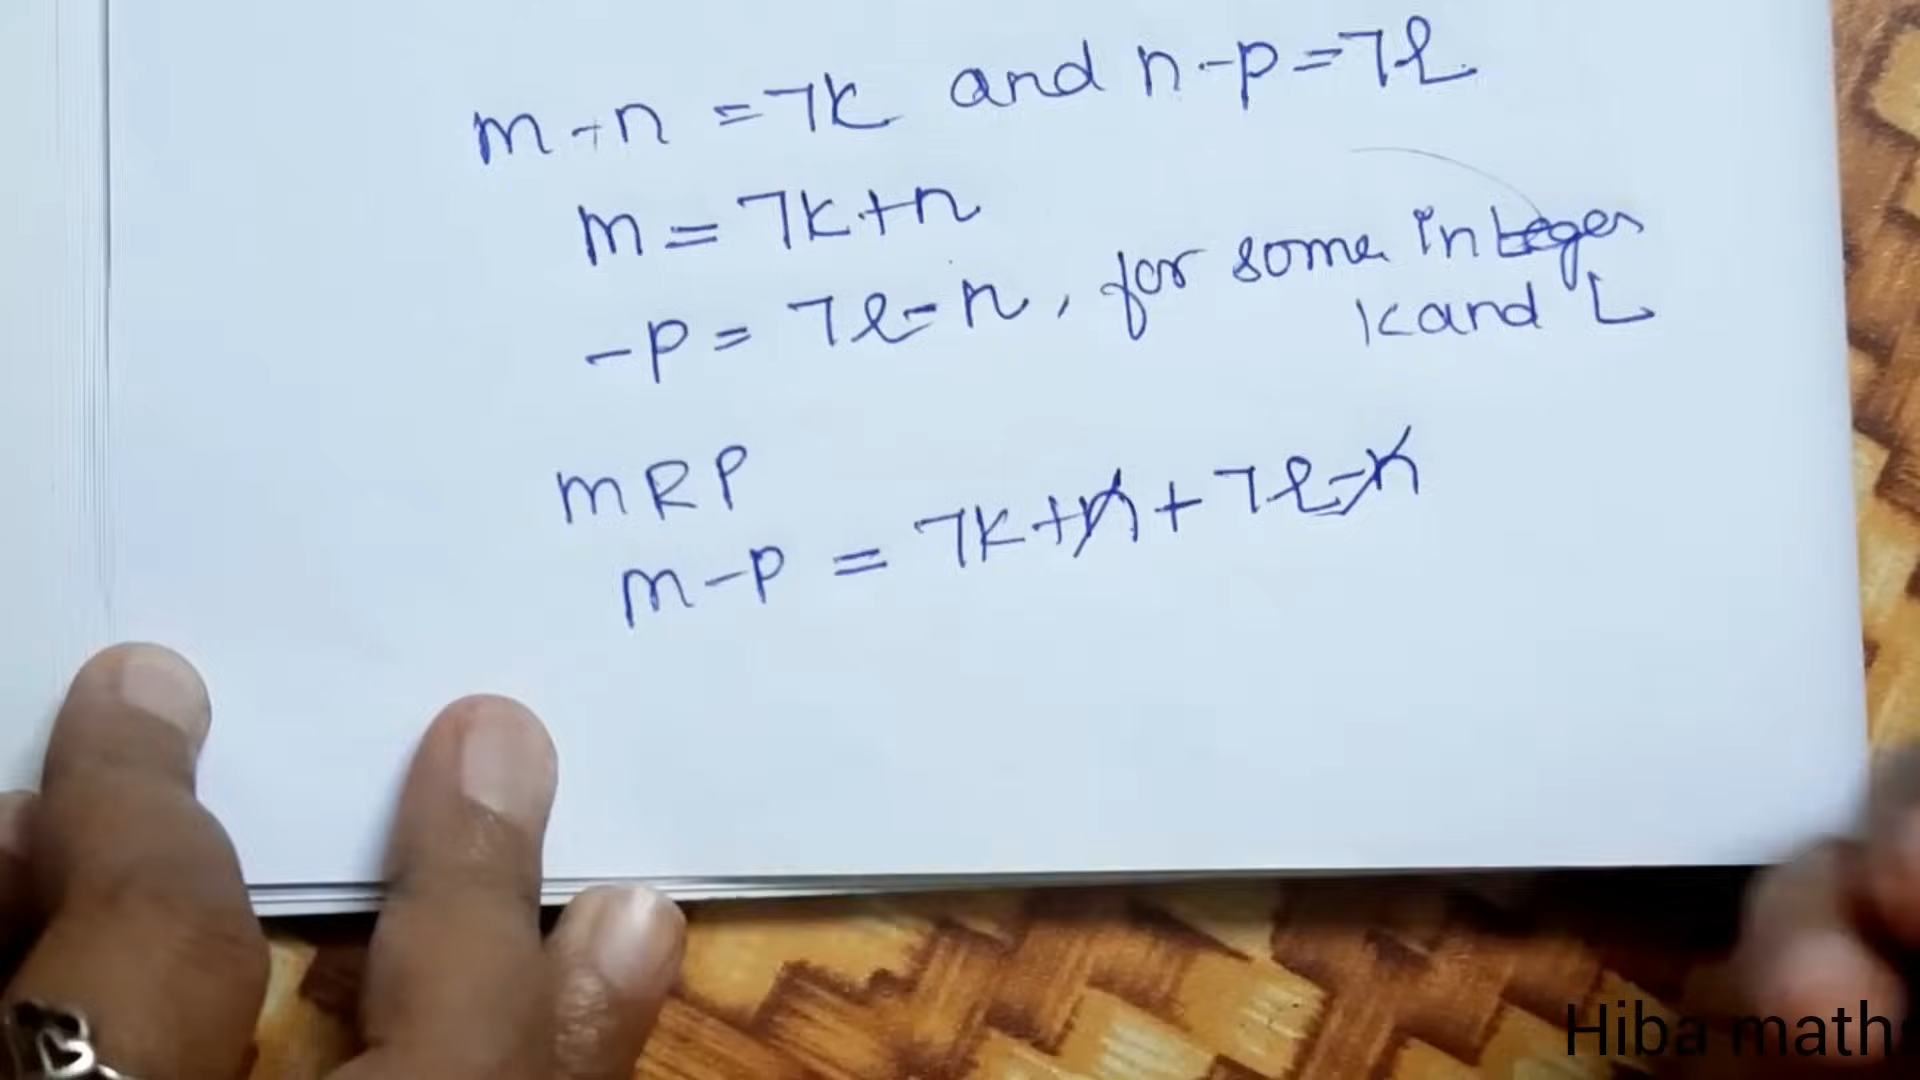 m-n = 7k and n-p = 7l
m = 7k+n
-p = 7l-n, for some integer
k and L
mRP
m-p = 7k+n+7l-n
Hiba math